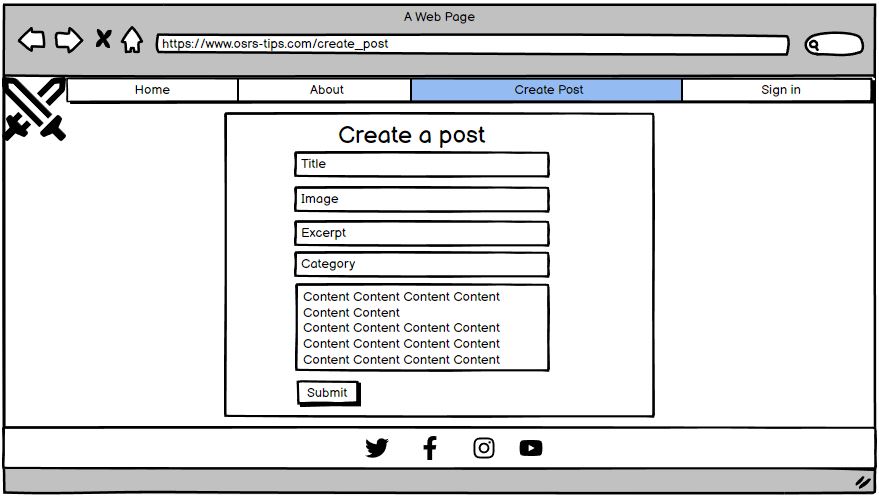 A Web Page
https://www.osrs-tips.com/create_post
Home
About
Create Post
Sign in
Create a post
Title
Image
Excerpt
Category
Content Content Content Content
Content Content
Content Content Content Content
Content Content Content Content
Content Content Content Content
Submit